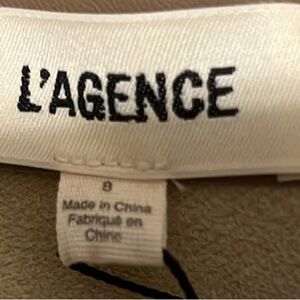 L'AGENCE
8
Made in China
Fabriqué en
Chine